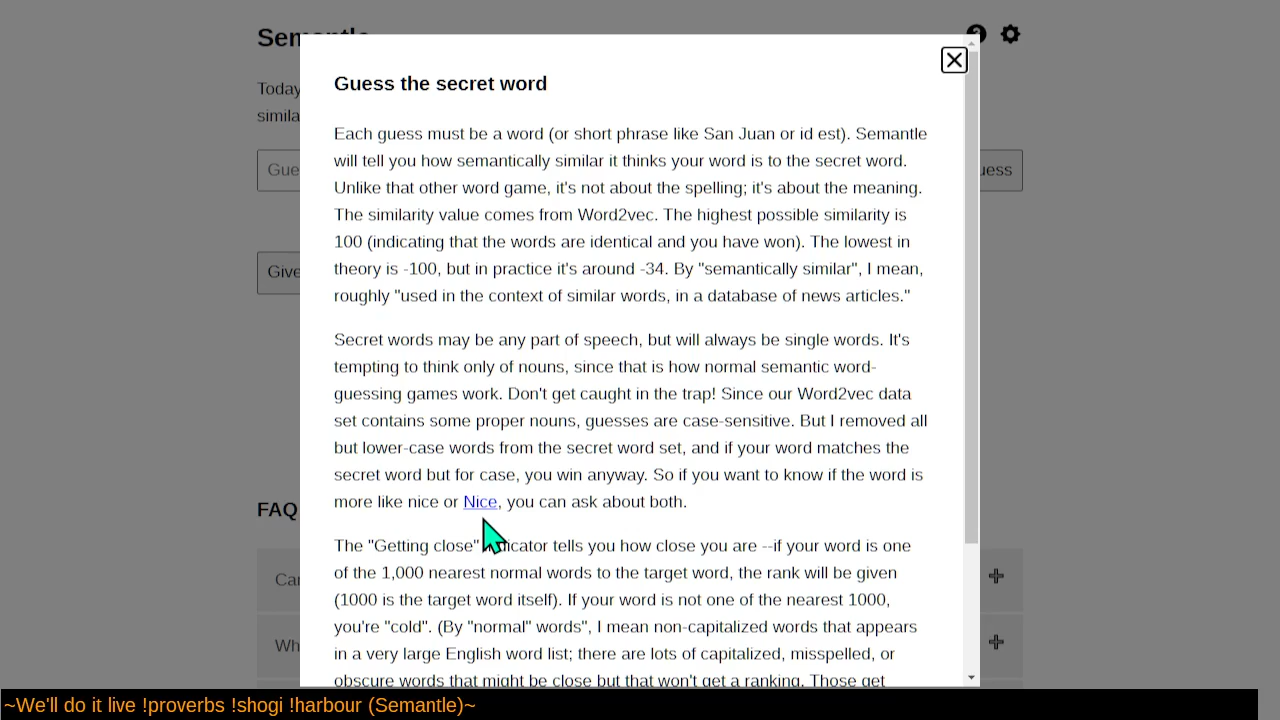 Semantle
Guess the secret word
Today
simila
Gue
uess
Give
Each guess must be a word (or short phrase like San Juan or id est). Semantle
will tell you how semantically similar it thinks your word is to the secret word.
Unlike that other word game, it's not about the spelling; it's about the meaning.
The similarity value comes from Word2vec. The highest possible similarity is
100 (indicating that the words are identical and you have won). The lowest in
theory is -100, but in practice it's around -34. By "semantically similar", I mean,
roughly "used in the context of similar words, in a database of news articles."
Secret words may be any part of speech, but will always be single words. It's
tempting to think only of nouns, since that is how normal semantic word-
guessing games work. Don't get caught in the trap! Since our Word2vec data
set contains some proper nouns, guesses are case-sensitive. But I removed all
but lower-case words from the secret word set, and if your word matches the
secret word but for case, you win anyway. So if you want to know if the word is
more like nice or Nice, you can ask about both.
FAQ
The "Getting close" indicator tells you how close you are --if your word is one
of the 1,000 nearest normal words to the target word, the rank will be given
(1000 is the target word itself). If your word is not one of the nearest 1000,
you're "cold". (By "normal" words", I mean non-capitalized words that appears
in a very large English word list; there are lots of capitalized, misspelled, or
obscure words that might be close but that won't get a ranking. Those get
Car
Wh
~We'll do it live !proverbs !shogi !harbour (Semantle)~